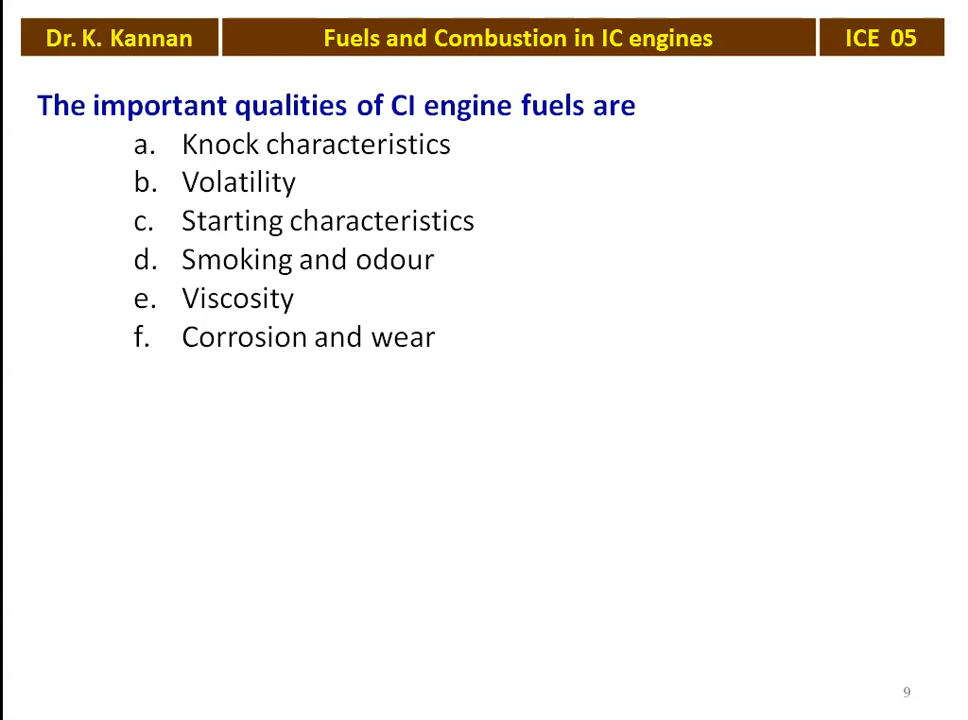 Dr. K. Kannan Fuels and Combustion in IC engines ICE 05
The important qualities of CI engine fuels are
a. Knock characteristics
b. Volatility
c. Starting characteristics
d. Smoking and odour
e. Viscosity
f. Corrosion and wear
9